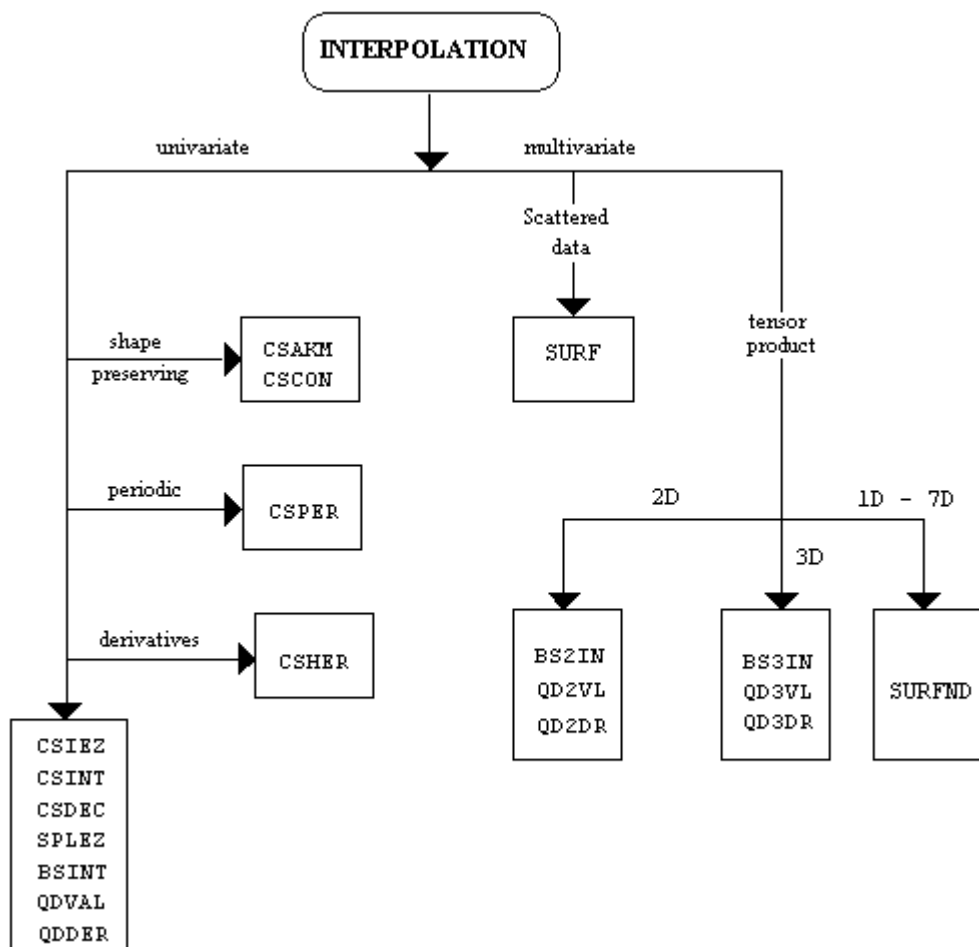 INTERPOLATION
univariate
multivariate
Scattered
data
shape
preserving
CSAKM
CSCON
SURF
tensor
product
periodic
CSPER
2D
1D - 7D
3D
derivatives
CSHER
BS2IN
QD2VL
QD2DR
BS3IN
QD3VL
QD3DR
SURFND
CSIEZ
CSINT
CSDEC
SPLEZ
BSINT
QDVAL
QDDER